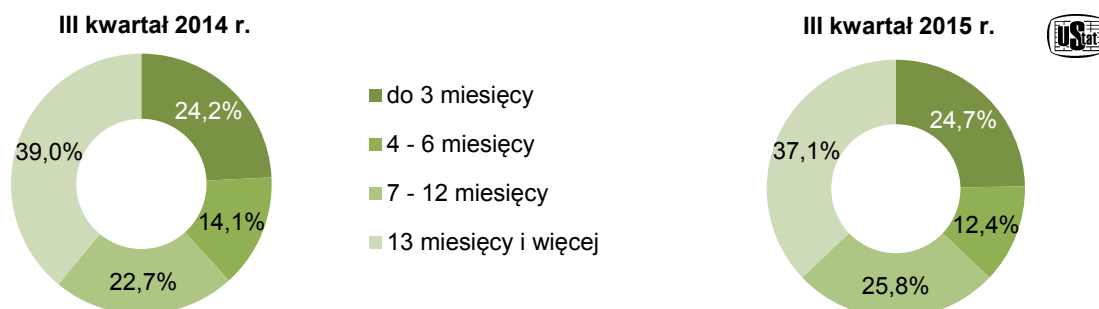 III kwartał 2014 r.
III kwartał 2015 r.
UStat
24,2%
14,1%
22,7%
39,0%
do 3 miesięcy
4 - 6 miesięcy
7 - 12 miesięcy
13 miesięcy i więcej
24,7%
12,4%
25,8%
37,1%